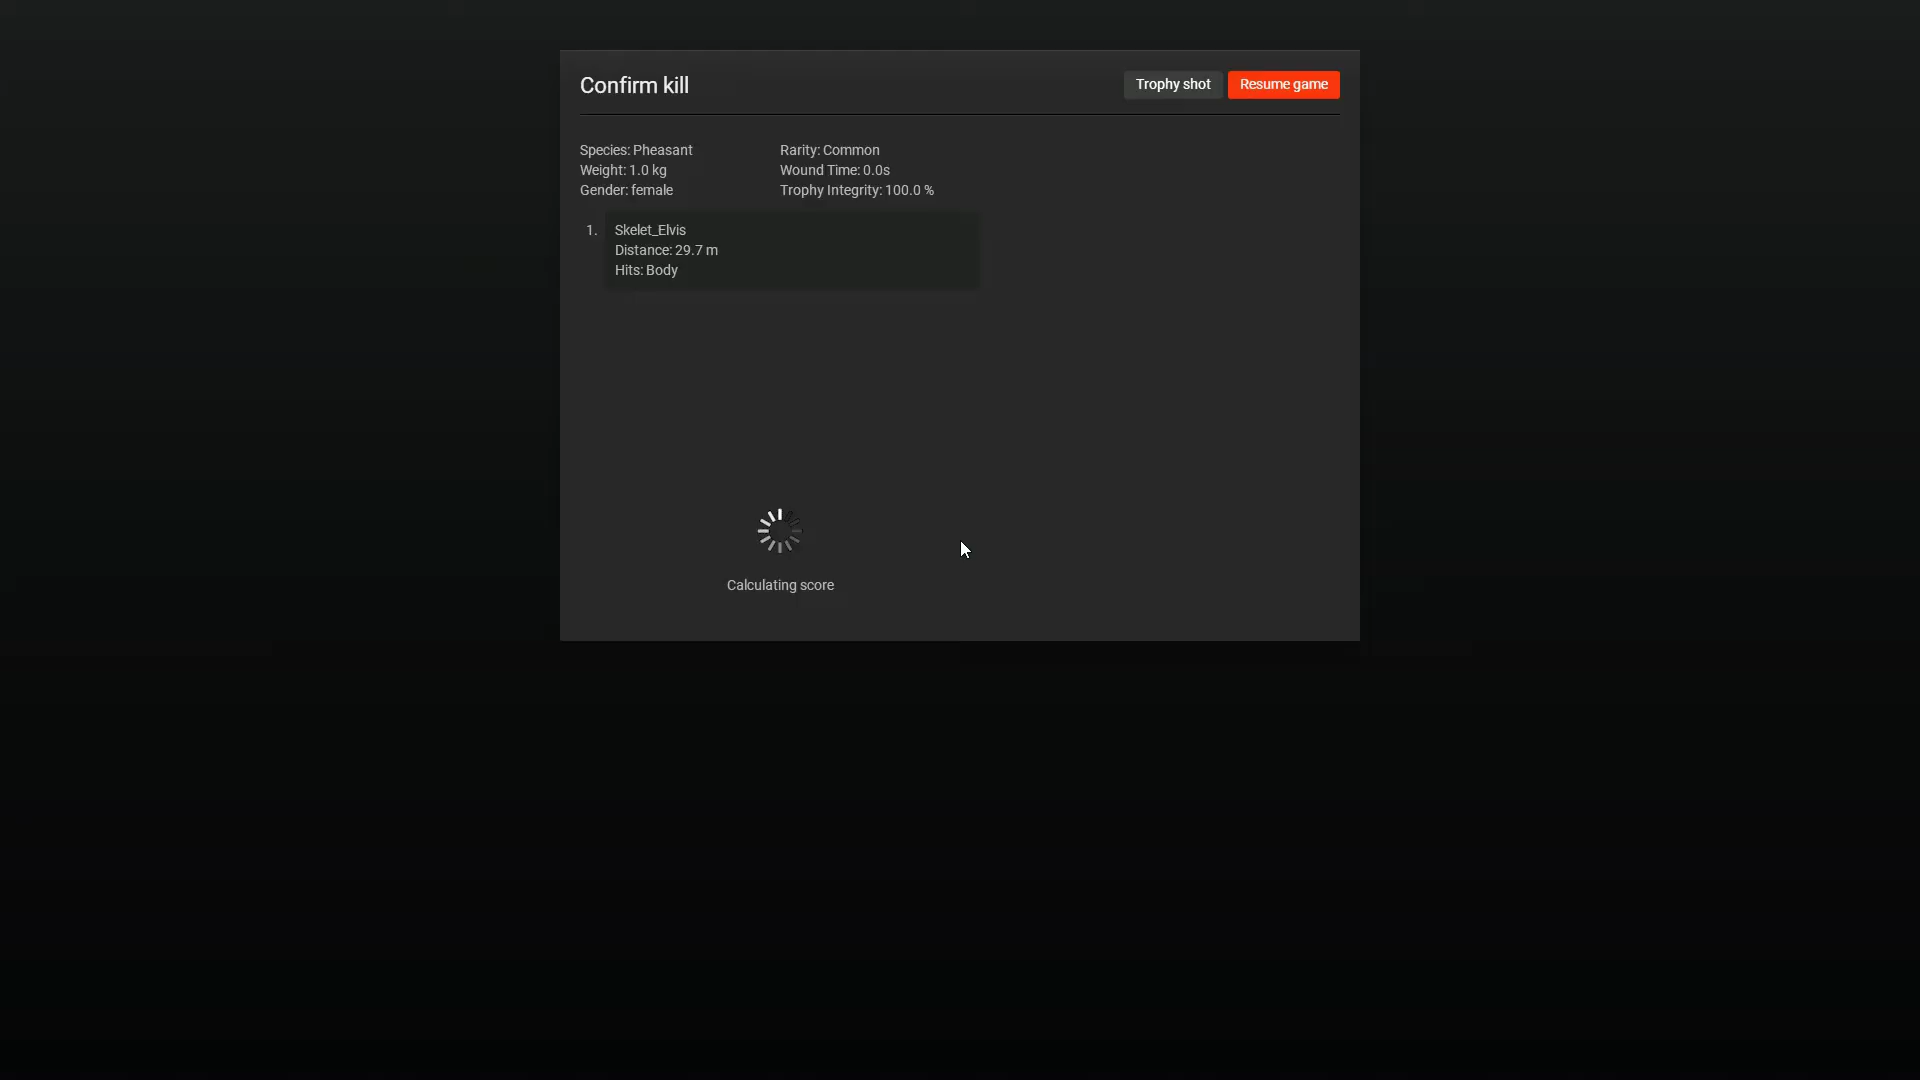 Confirm kill
Trophy shot
Resume game
Species: Pheasant
Rarity: Common
Weight: 1.0 kg
Wound Time: 0.0s
Gender: female
Trophy Integrity: 100.0 %
1.
Skelet_Elvis
Distance: 29.7 m
Hits: Body
Calculating score